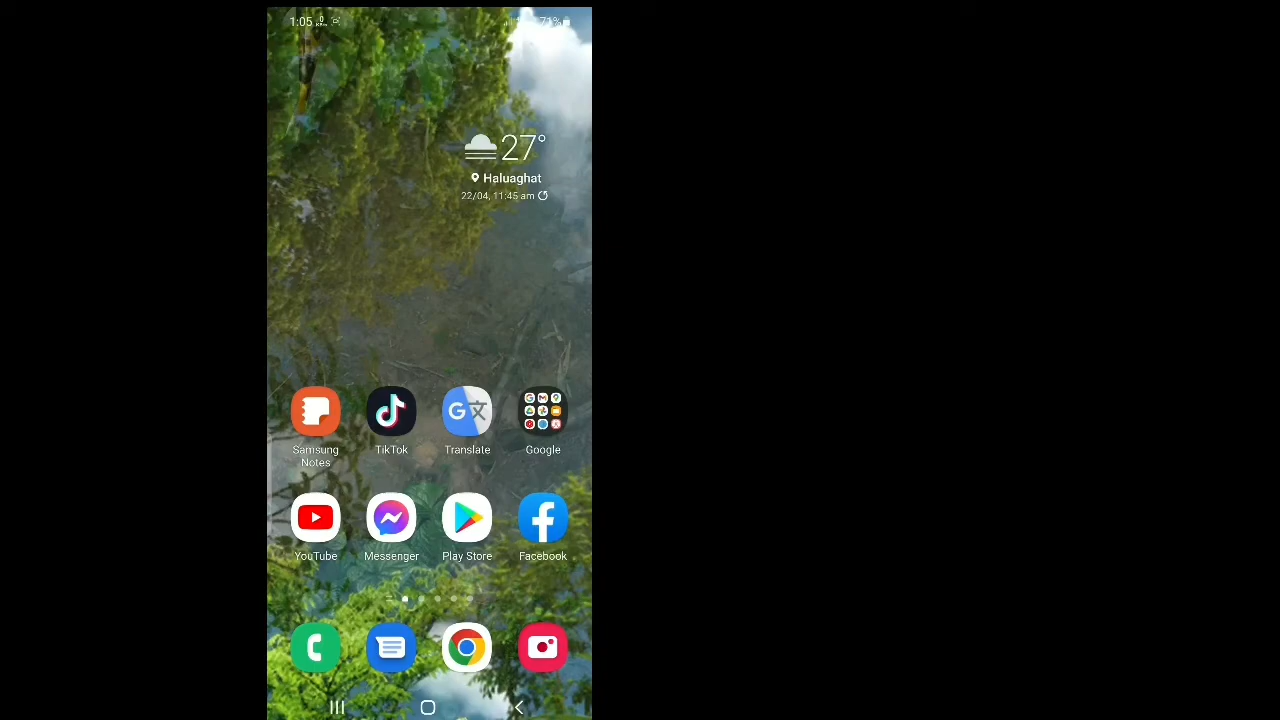 1:05
71%
27°
Haluaghat
22/04, 11:45 am
Samsung Notes
TikTok
Translate
Google
YouTube
Messenger
Play Store
Facebook